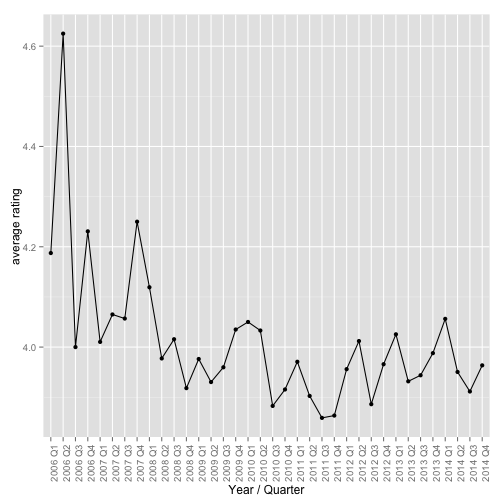 average rating
4.6
4.4
4.2
4.0
2006 Q1
2006 Q2
2006 Q3
2006 Q4
2007 Q1
2007 Q2
2007 Q3
2007 Q4
2008 Q1
2008 Q2
2008 Q3
2008 Q4
2009 Q1
2009 Q2
2009 Q3
2009 Q4
2010 Q1
2010 Q2
2010 Q3
2010 Q4
2011 Q1
2011 Q2
2011 Q3
2011 Q4
2012 Q1
2012 Q2
2012 Q3
2012 Q4
2013 Q1
2013 Q2
2013 Q3
2013 Q4
2014 Q1
2014 Q2
2014 Q3
2014 Q4
Year / Quarter